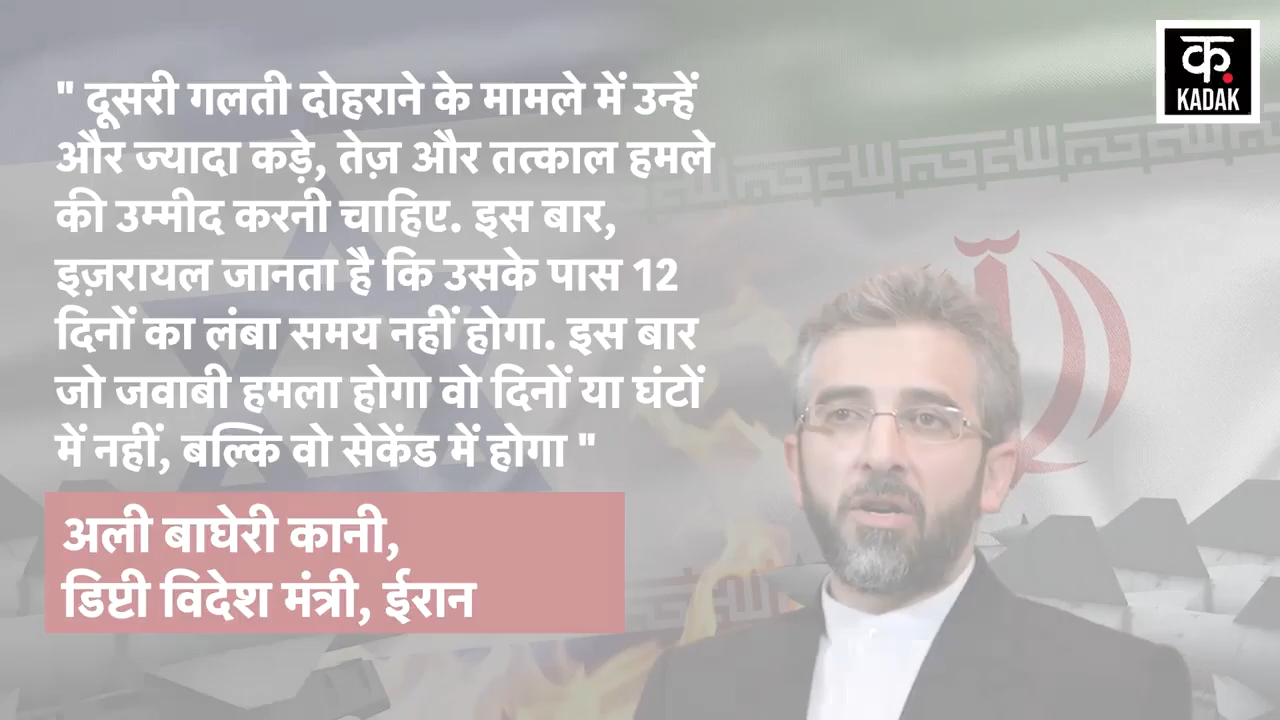 " दूसरी गलती दोहराने के मामले में उन्हें
और ज्यादा कड़े, तेज़ और तत्काल हमले
की उम्मीद करनी चाहिए. इस बार,
इज़रायल जानता है कि उसके पास 12
दिनों का लंबा समय नहीं होगा. इस बार
जो जवाबी हमला होगा वो दिनों या घंटों
में नहीं, बल्कि वो सेकेंड में होगा "
अली बाघेरी कानी,
डिप्टी विदेश मंत्री, ईरान
क.
KADAK